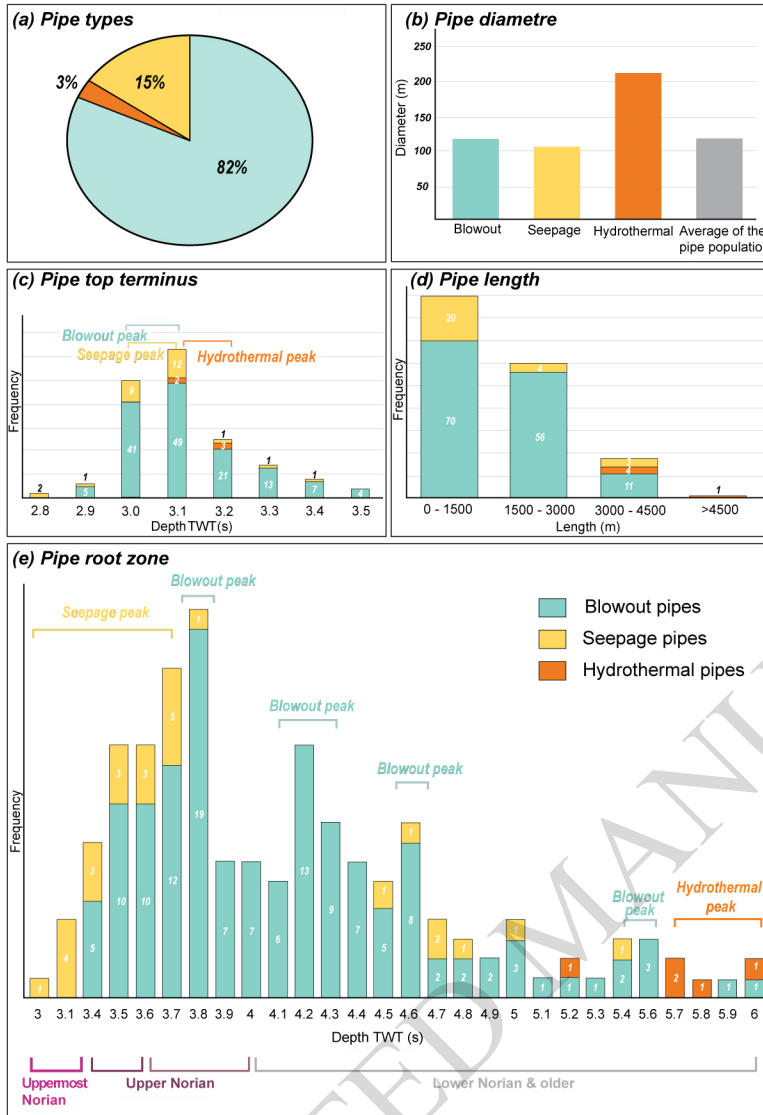 (a) Pipe types
3%
15%
82%
(b) Pipe diametre
Diameter (m)
250
200
150
100
50
Blowout
Seepage
Hydrothermal
Average of the
pipe population
(c) Pipe top terminus
Frequency
Blowout peak
Seepage peak
Hydrothermal peak
2
1
5
9
41
12
2
49
1
3
21
1
13
1
7
4
2.8 2.9 3.0 3.1 3.2 3.3 3.4 3.5
Depth TWT (s)
(d) Pipe length
Frequency
20
70
4
56
11
1
0 - 1500 1500 - 3000 3000 - 4500 >4500
Length (m)
(e) Pipe root zone
Frequency
Seepage peak
Blowout peak
Blowout peak
Blowout peak
Blowout
peak
Hydrothermal
peak
Blowout pipes
Seepage pipes
Hydrothermal pipes
1
4
3
5
3
10
3
10
5
12
1
19
7
7
6
13
9
7
1
5
1
8
2
2
1
2
2
1
3
1
1
1
1
1
2
3
2
1
1
1
1
3 3.1 3.4 3.5 3.6 3.7 3.8 3.9 4 4.1 4.2 4.3 4.4 4.5 4.6 4.7 4.8 4.9 5 5.1 5.2 5.3 5.4 5.6 5.7 5.8 5.9 6
Depth TWT (s)
Uppermost
Norian
Upper Norian
Lower Norian & older